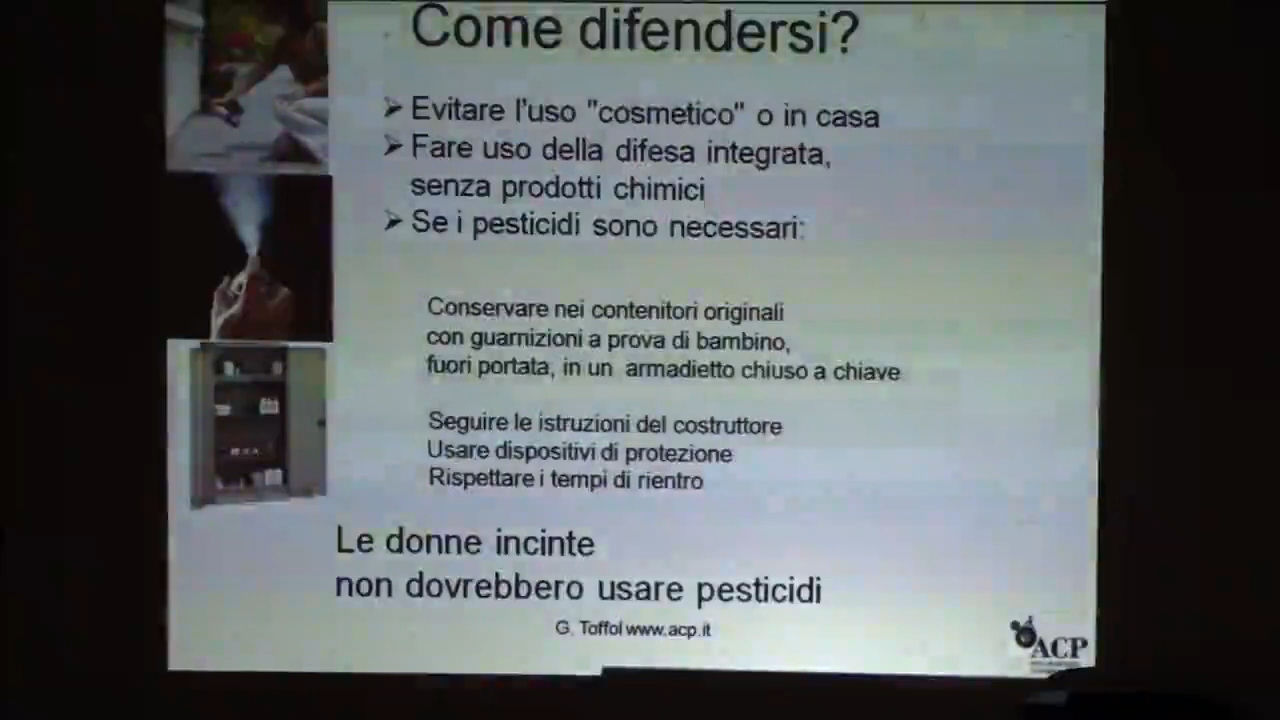 Come difendersi?
➢ Evitare l'uso "cosmetico" o in casa
➢ Fare uso della difesa integrata,
senza prodotti chimici
➢ Se i pesticidi sono necessari:
Conservare nei contenitori originali
con guarnizioni a prova di bambino,
fuori portata, in un armadietto chiuso a chiave
Seguire le istruzioni del costruttore
Usare dispositivi di protezione
Rispettare i tempi di rientro
Le donne incinte
non dovrebbero usare pesticidi
G. Toffol www.acp.it
ACP